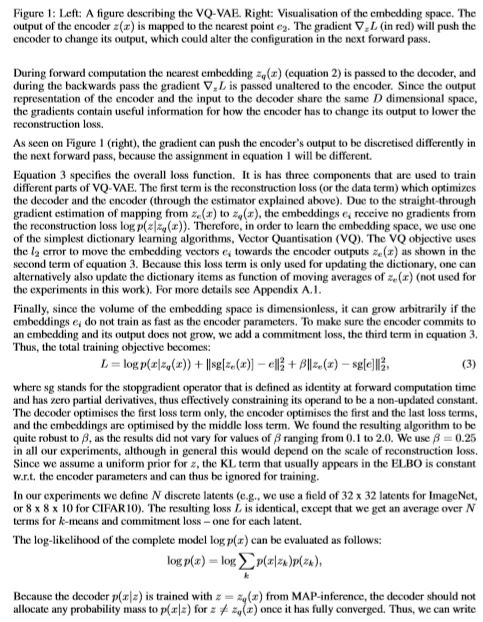 Figure 1: Left: A figure describing the VQ-VAE. Right: Visualisation of the embedding space. The
output of the encoder z(x) is mapped to the nearest point e₂. The gradient ∇_z L (in red) will push the
encoder to change its output, which could alter the configuration in the next forward pass.
During forward computation the nearest embedding z_q(x) (equation 2) is passed to the decoder, and
during the backwards pass the gradient ∇_z L is passed unaltered to the encoder. Since the output
representation of the encoder and the input to the decoder share the same D dimensional space,
the gradients contain useful information for how the encoder has to change its output to lower the
reconstruction loss.
As seen on Figure 1 (right), the gradient can push the encoder's output to be discretised differently in
the next forward pass, because the assignment in equation 1 will be different.
Equation 3 specifies the overall loss function. It is has three components that are used to train
different parts of VQ-VAE. The first term is the reconstruction loss (or the data term) which optimizes
the decoder and the encoder (through the estimator explained above). Due to the straight-through
gradient estimation of mapping from z_e(x) to z_q(x), the embeddings e_i receive no gradients from
the reconstruction loss log p(z|z_q(x)). Therefore, in order to learn the embedding space, we use one
of the simplest dictionary learning algorithms, Vector Quantisation (VQ). The VQ objective uses
the l₂ error to move the embedding vectors e_i towards the encoder outputs z_e(x) as shown in the
second term of equation 3. Because this loss term is only used for updating the dictionary, one can
alternatively also update the dictionary items as function of moving averages of z_e(x) (not used for
the experiments in this work). For more details see Appendix A.1.
Finally, since the volume of the embedding space is dimensionless, it can grow arbitrarily if the
embeddings e_i do not train as fast as the encoder parameters. To make sure the encoder commits to
an embedding and its output does not grow, we add a commitment loss, the third term in equation 3.
Thus, the total training objective becomes:
L = log p(x|z_q(x)) + ‖sg[z_e(x)] − e‖₂² + β‖z_e(x) − sg[e]‖₂², (3)
where sg stands for the stopgradient operator that is defined as identity at forward computation time
and has zero partial derivatives, thus effectively constraining its operand to be a non-updated constant.
The decoder optimises the first loss term only, the encoder optimises the first and the last loss terms,
and the embeddings are optimised by the middle loss term. We found the resulting algorithm to be
quite robust to β, as the results did not vary for values of β ranging from 0.1 to 2.0. We use β = 0.25
in all our experiments, although in general this would depend on the scale of reconstruction loss.
Since we assume a uniform prior for z, the KL term that usually appears in the ELBO is constant
w.r.t. the encoder parameters and can thus be ignored for training.
In our experiments we define N discrete latents (e.g., we use a field of 32 x 32 latents for ImageNet,
or 8 x 8 x 10 for CIFAR10). The resulting loss L is identical, except that we get an average over N
terms for k-means and commitment loss – one for each latent.
The log-likelihood of the complete model log p(x) can be evaluated as follows:
log p(x) = log ∑_k p(x|z_k)p(z_k),
Because the decoder p(x|z) is trained with z = z_q(x) from MAP-inference, the decoder should not
allocate any probability mass to p(x|z) for z ≠ z_q(x) once it has fully converged. Thus, we can write